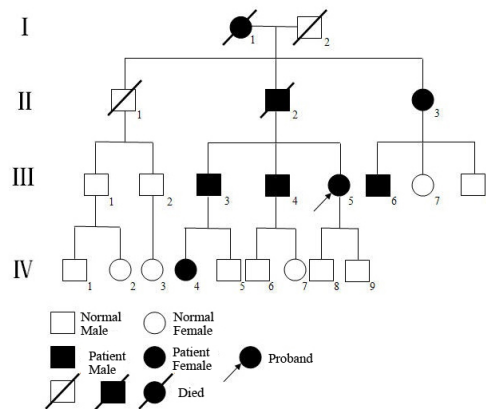 I
1 2
II
1 2 3
III
1 2 3 4 5 6 7
IV
1 2 3 4 5 6 7 8 9
Normal Male
Normal Female
Patient Male
Patient Female
Proband
Died